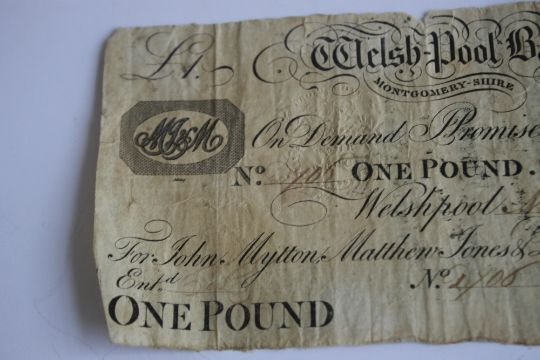 £1. Welsh-Pool B
MONTGOMERY-SHIRE
MJ&M
On Demand I Promise
No. ONE POUND.
Welshpool
For John Mytton, Matthew Jones &
Entd. No.
ONE POUND